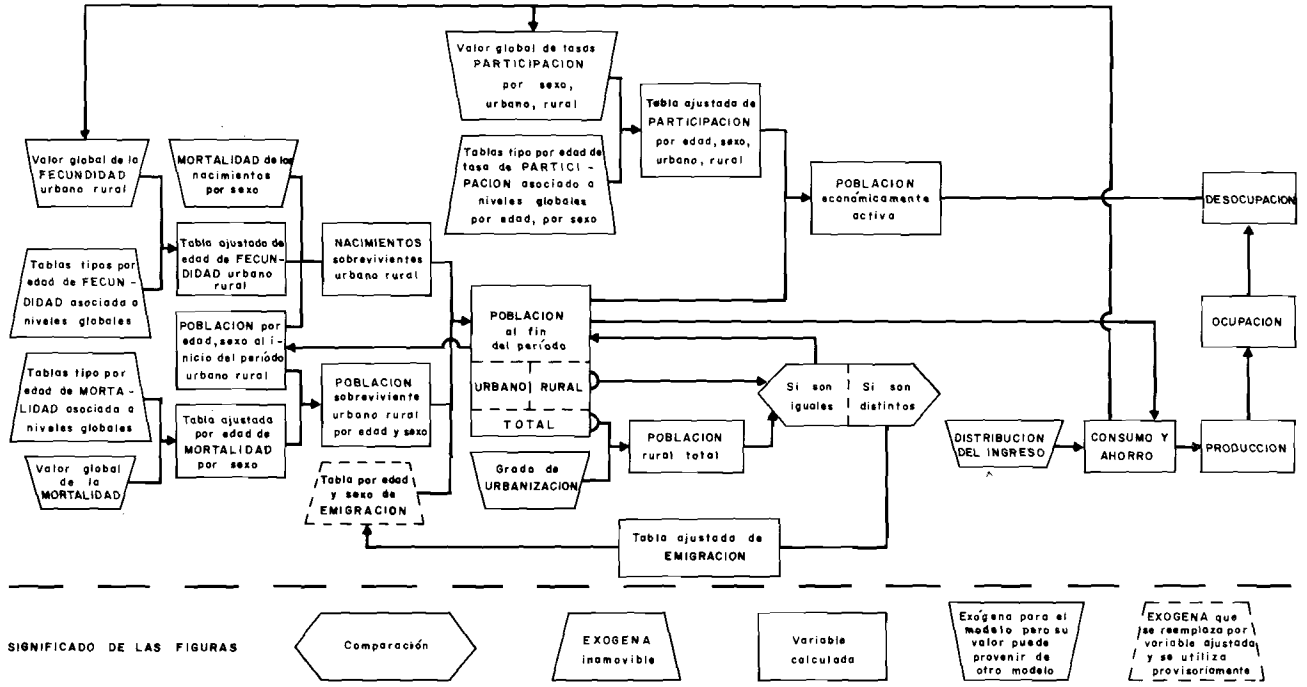 Valor global de tasas
PARTICIPACION
por sexo,
urbano, rural
Tabla ajustada de
PARTICIPACION
por edad, sexo,
urbano, rural
Tablas tipo por edad de
tasa de PARTICI -
PACION asociado a
niveles globales
por edad, por sexo
Valor global de la
FECUNDIDAD
urbano rural
MORTALIDAD de los
nacimientos
por sexo
POBLACION
económicamente
activa
DESOCUPACION
Tablas tipos por
edad de FECUN -
DIDAD asociada a
niveles globales
Tabla ajustada de
edad de FECUN-
DIDAD urbano
rural
NACIMIENTOS
sobrevivientes
urbano rural
POBLACION por
edad, sexo al i-
nicio del período
urbano rural
POBLACION
al fin
del período
URBANO RURAL
TOTAL
OCUPACION
Tablas tipo por
edad de MORTA -
LIDAD asociada a
niveles globales
Tabla ajustada
por edad de
MORTALIDAD
por sexo
POBLACION
sobreviviente
urbano rural
por edad y sexo
Si son
iguales
Si son
distintos
Valor global
de la
MORTALIDAD
Tabla por edad
y sexo de
EMIGRACION
Grado de
URBANIZACION
POBLACION
rural total
DISTRIBUCION
DEL INGRESO
CONSUMO Y
AHORRO
PRODUCCION
Tabla ajustada de
EMIGRACION
SIGNIFICADO DE LAS FIGURAS
Comparación
EXOGENA
inamovible
Variable
calculada
Exógena para el
modelo pero su
valor puede
provenir de
otro modelo
EXOGENA que
se reemplaza por
variable ajustada
y se utiliza
provisoriamente